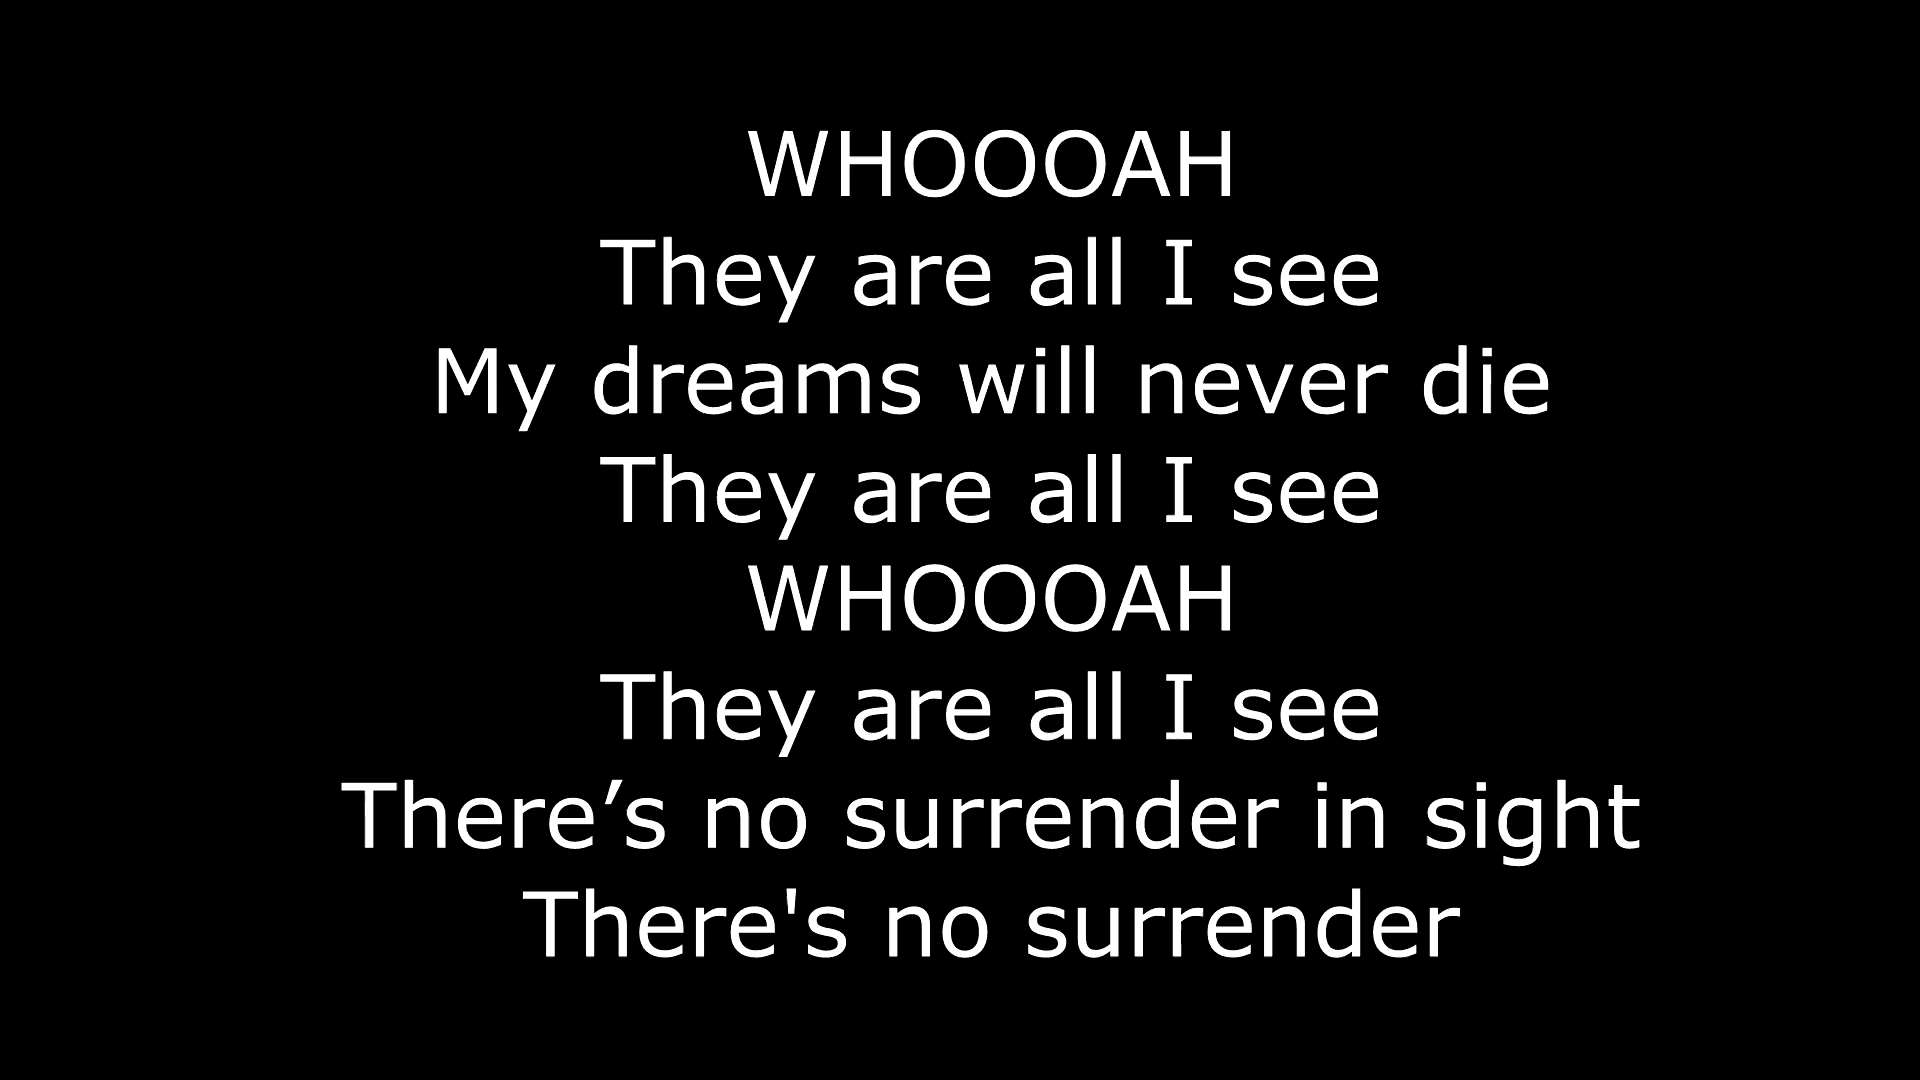 WHOOOAH
They are all I see
My dreams will never die
They are all I see
WHOOOAH
They are all I see
There’s no surrender in sight
There's no surrender